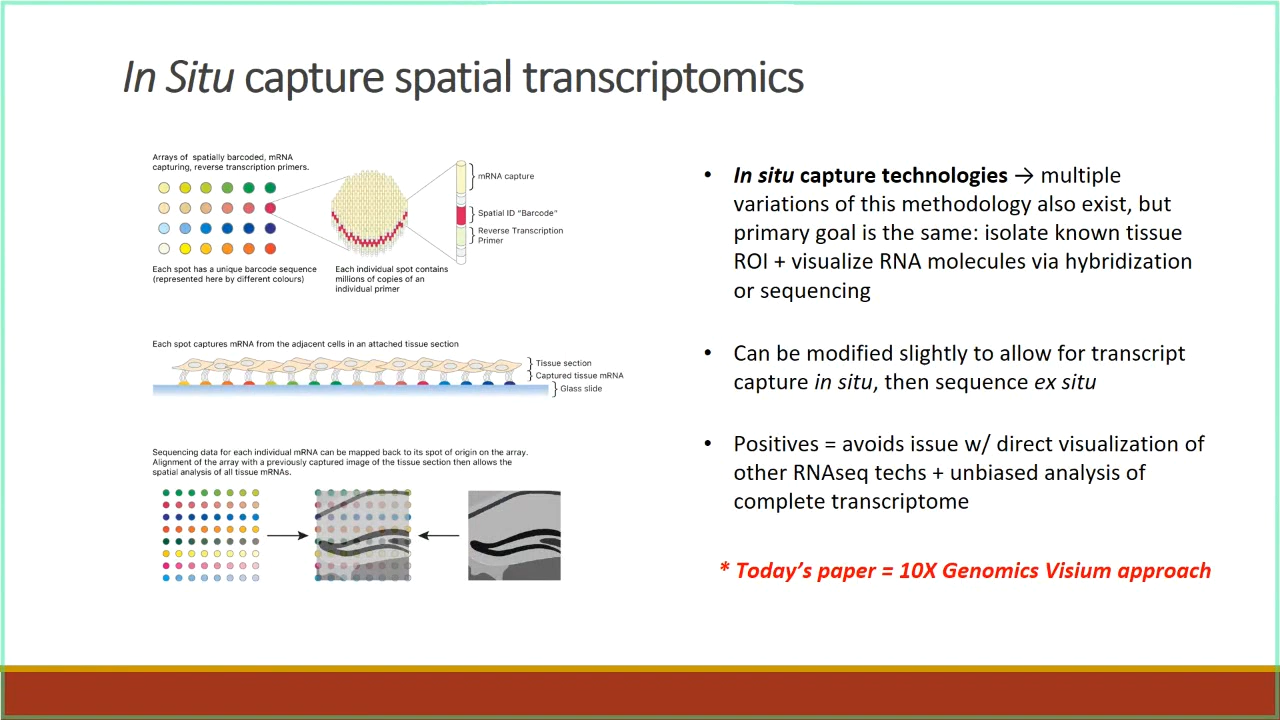 In Situ capture spatial transcriptomics
Arrays of spatially barcoded, mRNA
capturing, reverse transcription primers.
mRNA capture
Spatial ID “Barcode”
Reverse Transcription
Primer
Each spot has a unique barcode sequence
(represented here by different colours)
Each individual spot contains
millions of copies of an
individual primer
Each spot captures mRNA from the adjacent cells in an attached tissue section
Tissue section
Captured tissue mRNA
Glass slide
Sequencing data for each individual mRNA can be mapped back to its spot of origin on the array.
Alignment of the array with a previously captured image of the tissue section then allows the
spatial analysis of all tissue mRNAs.
• In situ capture technologies → multiple
variations of this methodology also exist, but
primary goal is the same: isolate known tissue
ROI + visualize RNA molecules via hybridization
or sequencing
• Can be modified slightly to allow for transcript
capture in situ, then sequence ex situ
• Positives = avoids issue w/ direct visualization of
other RNAseq techs + unbiased analysis of
complete transcriptome
* Today’s paper = 10X Genomics Visium approach